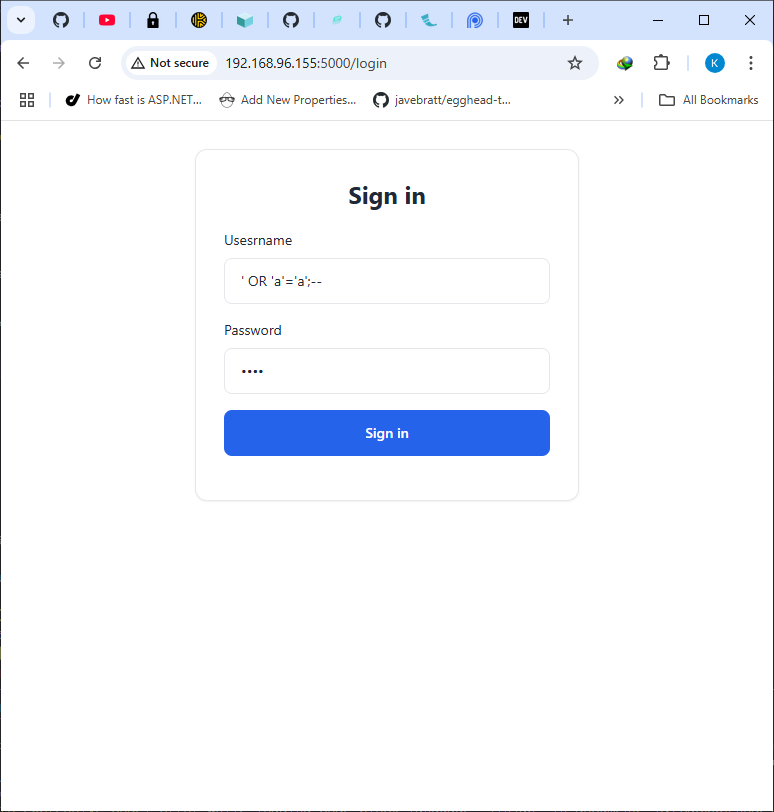 DEV
Not secure 192.168.96.155:5000/login K
How fast is ASP.NET... Add New Properties... javebratt/egghead-t... All Bookmarks
Sign in
Usesrname
' OR 'a'='a';--
Password
••••
Sign in